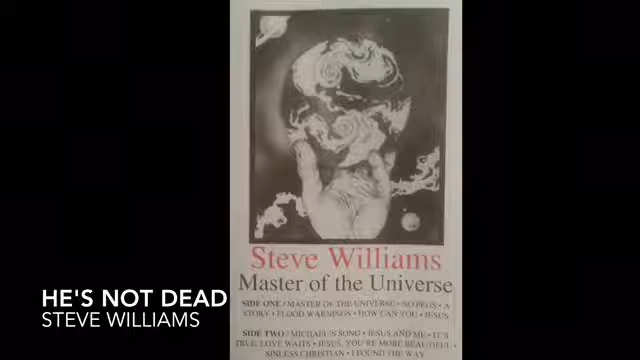 Steve Williams
Master of the Universe
SIDE ONE / MASTER OF THE UNIVERSE • NO PEGS • A
STORY • FLOOD WARNINGS • HOW CAN YOU • JESUS
SIDE TWO / MICHAEL'S SONG • JESUS AND ME • IT'S
TRUE, LOVE WAITS • JESUS, YOU'RE MORE BEAUTIFUL •
SINLESS CHRISTIAN • I FOUND THE WAY
HE'S NOT DEAD
STEVE WILLIAMS